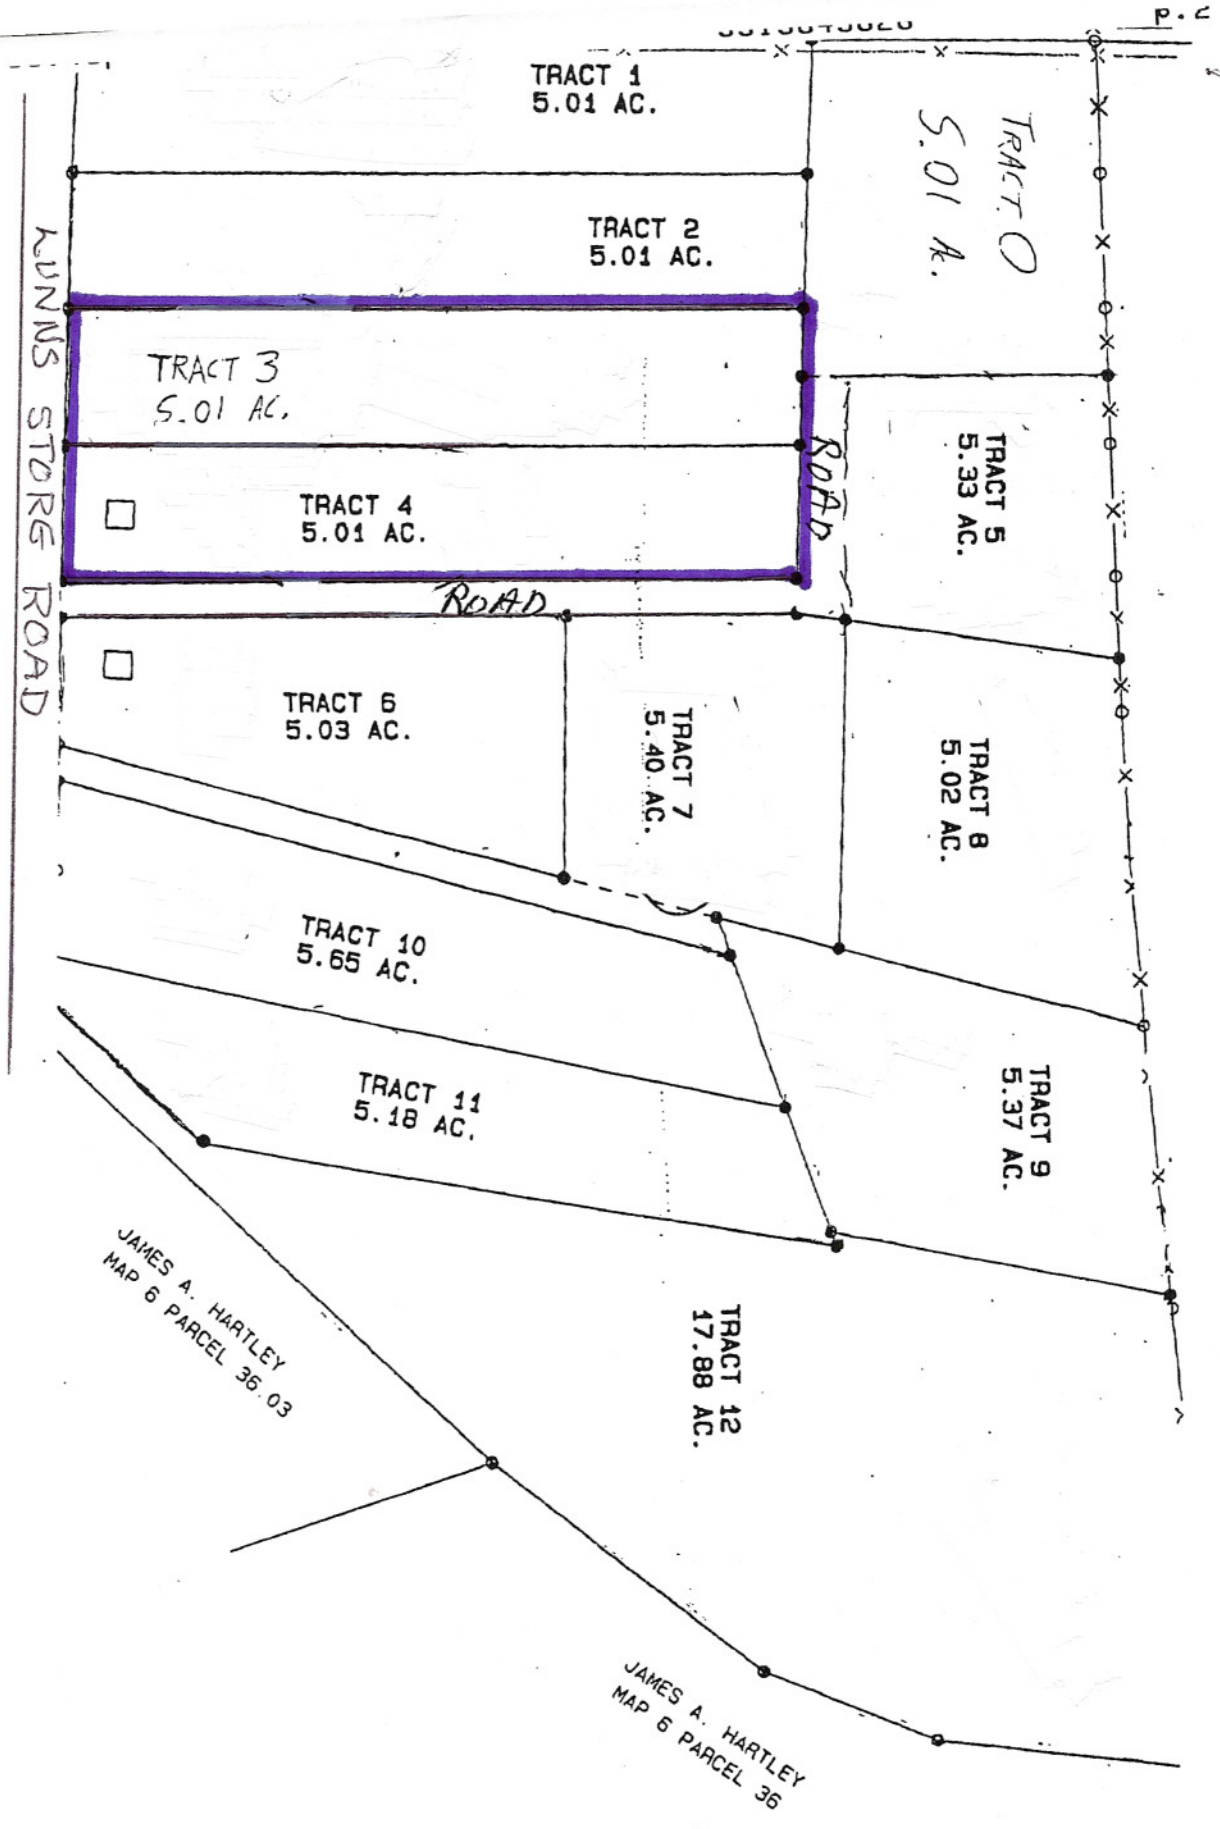 p.2
TRACT 1
5.01 AC.
TRACT O
5.01 A.
TRACT 2
5.01 AC.
LUNNS STORE ROAD
TRACT 3
5.01 AC.
ROAD
TRACT 5
5.33 AC.
TRACT 4
5.01 AC.
ROAD
TRACT 6
5.03 AC.
TRACT 7
5.40 AC.
TRACT 8
5.02 AC.
TRACT 10
5.65 AC.
TRACT 11
5.18 AC.
TRACT 9
5.37 AC.
JAMES A. HARTLEY
MAP 6 PARCEL 36.03
TRACT 12
17.88 AC.
JAMES A. HARTLEY
MAP 6 PARCEL 36